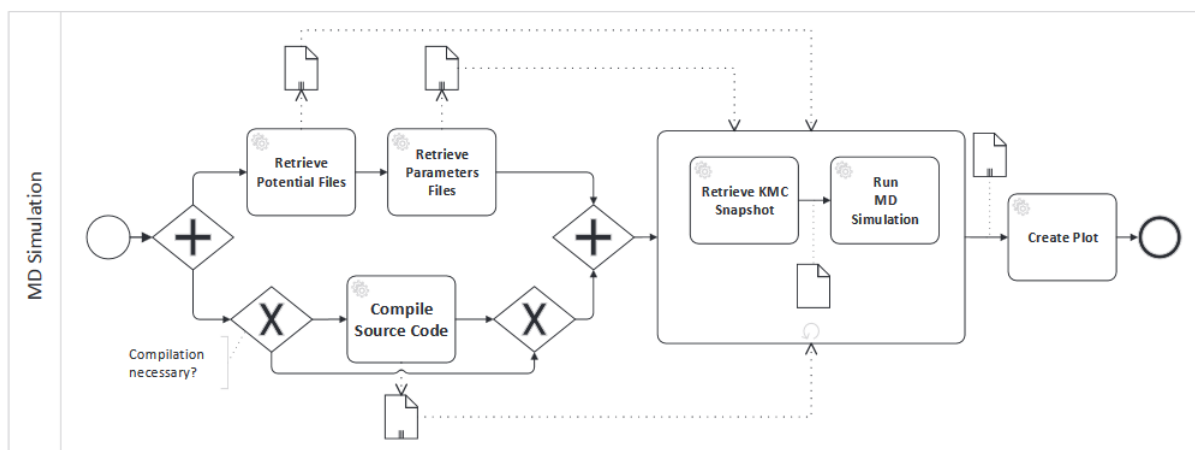 MD Simulation
Retrieve
Potential Files
Retrieve
Parameters
Files
Retrieve KMC
Snapshot
Run
MD
Simulation
Create Plot
X
Compile
Source Code
X
Compilation
necessary?